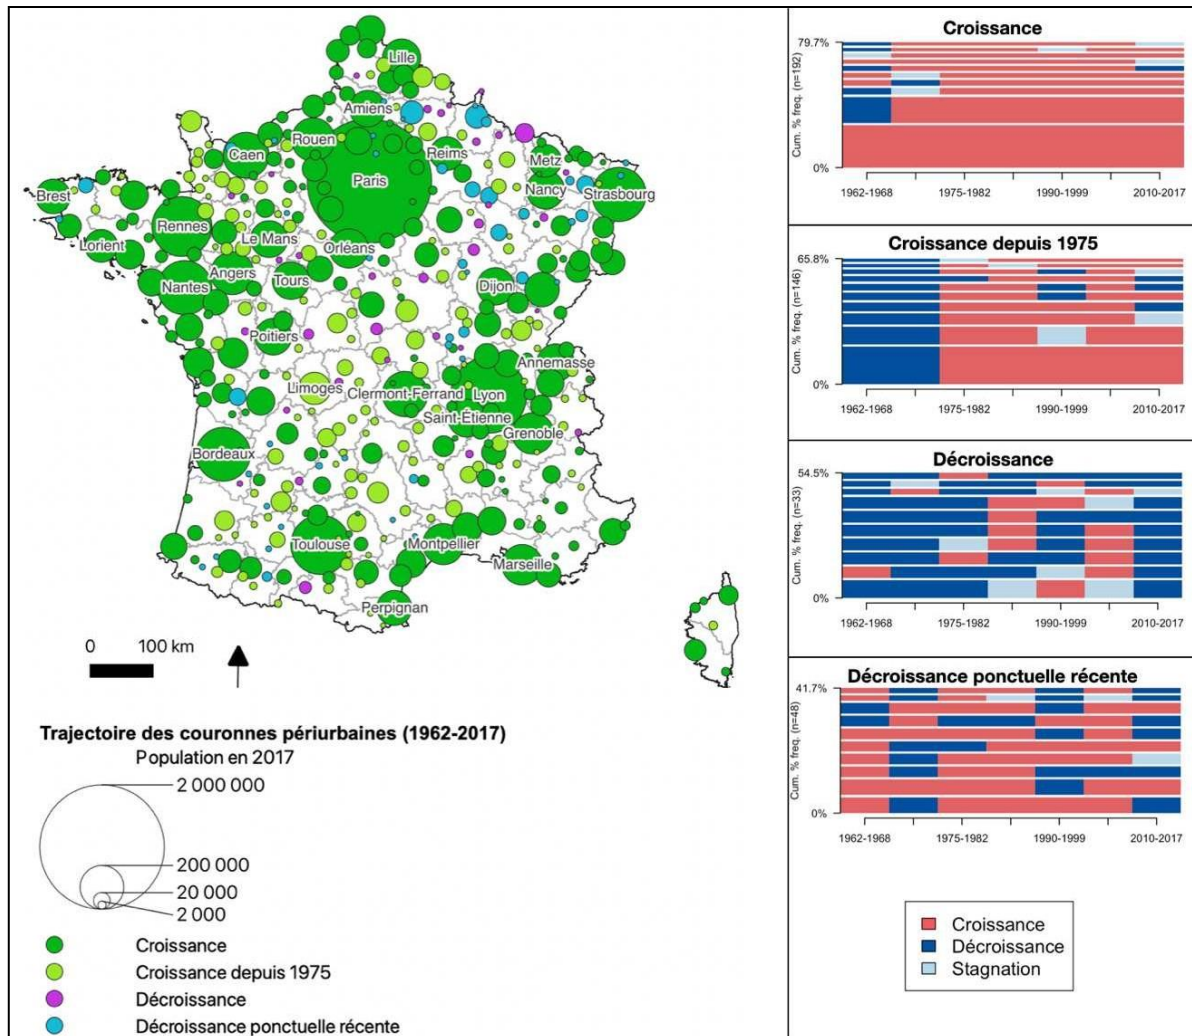 Lille
Amiens
Rouen
Caen
Reims
Metz
Paris
Nancy
Strasbourg
Brest
Rennes
Lorient
Le Mans
Orléans
Angers
Nantes
Tours
Dijon
Poitiers
Annemasse
Limoges
Clermont-Ferrand
Lyon
Saint-Étienne
Grenoble
Bordeaux
Toulouse
Montpellier
Marseille
Perpignan
0 100 km
Trajectoire des couronnes périurbaines (1962-2017)
Population en 2017
2 000 000
200 000
20 000
2 000
Croissance
Croissance depuis 1975
Décroissance
Décroissance ponctuelle récente
Croissance
79.7%
Cum. % freq. (n=192)
0%
1962-1968 1975-1982 1990-1999 2010-2017
Croissance depuis 1975
65.8%
Cum. % freq. (n=146)
0%
1962-1968 1975-1982 1990-1999 2010-2017
Décroissance
54.5%
Cum. % freq. (n=33)
0%
1962-1968 1975-1982 1990-1999 2010-2017
Décroissance ponctuelle récente
41.7%
Cum. % freq. (n=48)
0%
1962-1968 1975-1982 1990-1999 2010-2017
Croissance
Décroissance
Stagnation